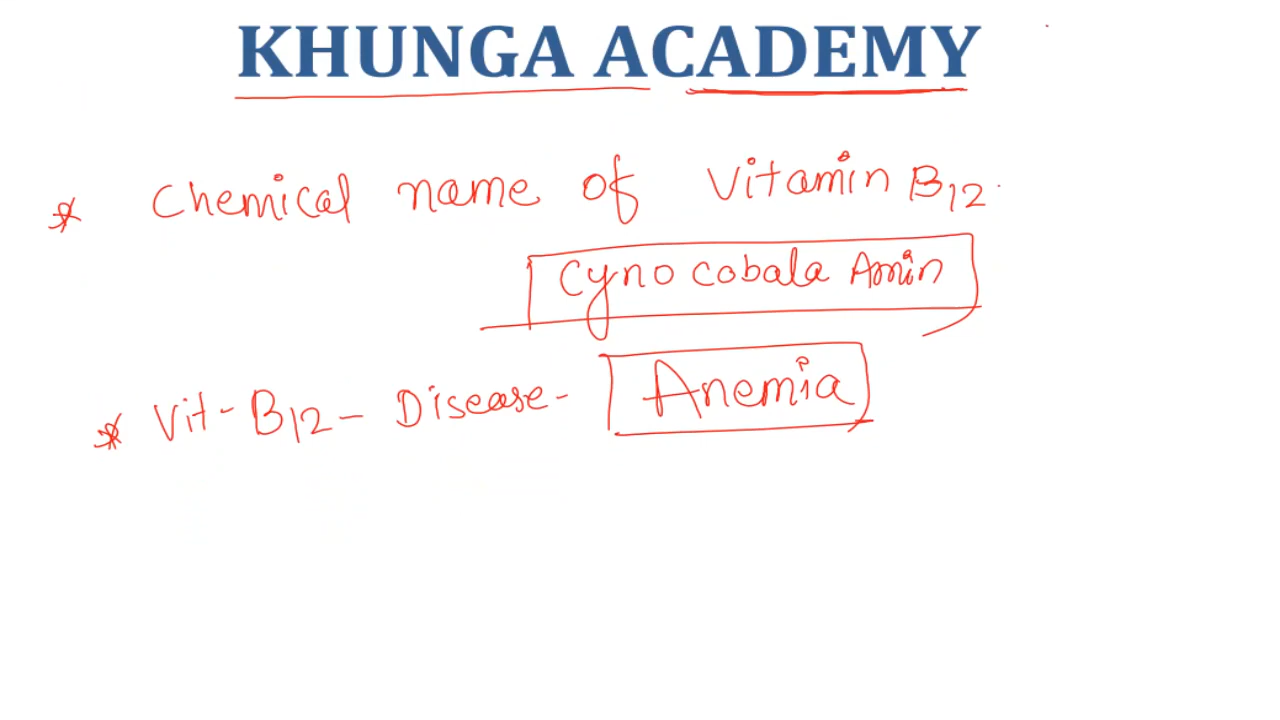 KHUNGA ACADEMY
* Chemical name of Vitamin B12.
Cyno cobala Amin
* Vit- B12 - Disease - Anemia